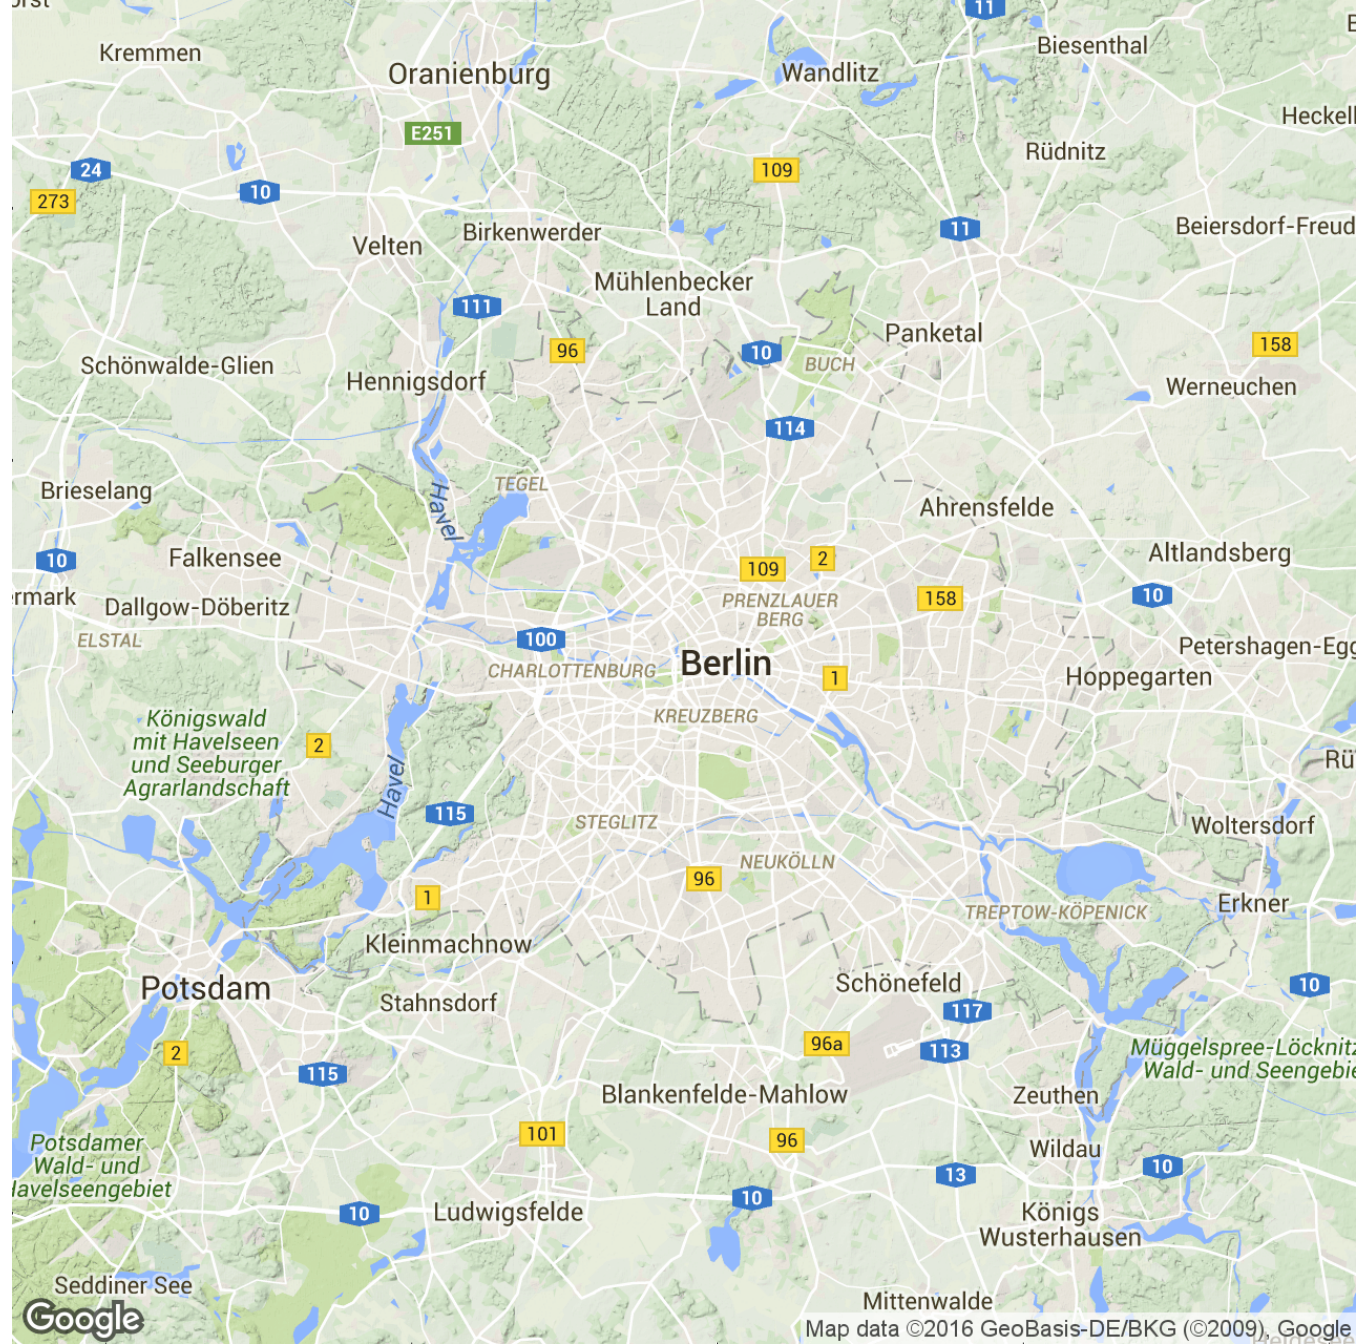 11
Kremmen
Biesenthal
Oranienburg
Wandlitz
E251
Rüdnitz
24
109
273
10
Velten
Birkenwerder
11
Beiersdorf-Freud
Mühlenbecker
Land
111
Panketal
96
10
158
BUCH
Schönwalde-Glien
Hennigsdorf
Werneuchen
114
TEGEL
Brieselang
Havel
Ahrensfelde
10
Falkensee
109
2
Altlandsberg
Dallgow-Döberitz
PRENZLAUER
BERG
158
10
ELSTAL
100
Berlin
Petershagen-Egg
CHARLOTTENBURG
1
Hoppegarten
KREUZBERG
Königswald
mit Havelseen
und Seeburger
Agrarlandschaft
2
Havel
115
STEGLITZ
Woltersdorf
NEUKÖLLN
96
1
Erkner
TREPTOW-KÖPENICK
Kleinmachnow
Potsdam
Stahnsdorf
Schönefeld
10
117
2
96a
113
Müggelspree-Löcknitz
Wald- und Seengebie
115
Blankenfelde-Mahlow
Zeuthen
101
96
Wildau
Potsdamer
Wald- und
Havelseengebiet
10
13
10
10
Ludwigsfelde
Königs
Wusterhausen
Seddiner See
Mittenwalde
Google
Map data ©2016 GeoBasis-DE/BKG (©2009), Google